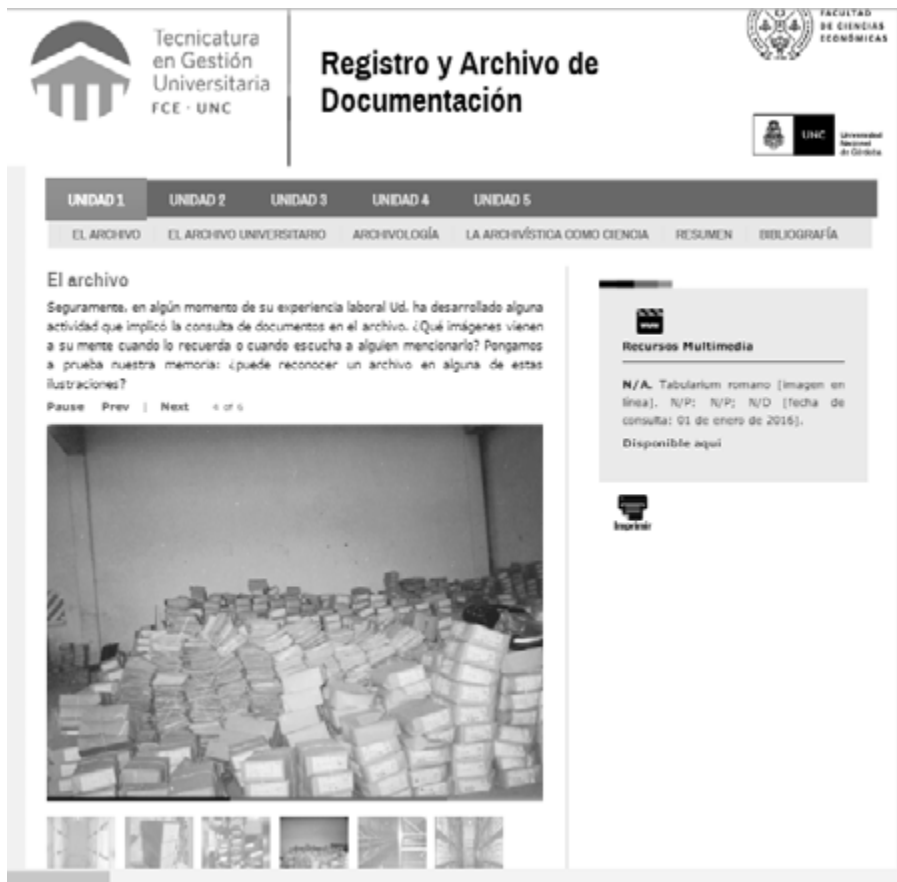 Tecnicatura
en Gestión
Universitaria
FCE · UNC
Registro y Archivo de
Documentación
FACULTAD
DE CIENCIAS
ECONÓMICAS
UNC
Universidad
Nacional
de Córdoba
UNIDAD 1 UNIDAD 2 UNIDAD 3 UNIDAD 4 UNIDAD 5
EL ARCHIVO EL ARCHIVO UNIVERSITARIO ARCHIVOLOGÍA LA ARCHIVÍSTICA COMO CIENCIA RESUMEN BIBLIOGRAFÍA
El archivo
Seguramente, en algún momento de su experiencia laboral Ud. ha desarrollado alguna
actividad que implicó la consulta de documentos en el archivo. ¿Qué imágenes vienen
a su mente cuando lo recuerda o cuando escucha a alguien mencionarlo? Pongamos
a prueba nuestra memoria: ¿puede reconocer un archivo en alguna de estas
ilustraciones?
Pause Prev | Next 4 of 6
www
Recursos Multimedia
N/A. Tabularium romano [imagen en
línea]. N/P: N/P; N/D [fecha de
consulta: 01 de enero de 2016].
Disponible aquí
Imprimir